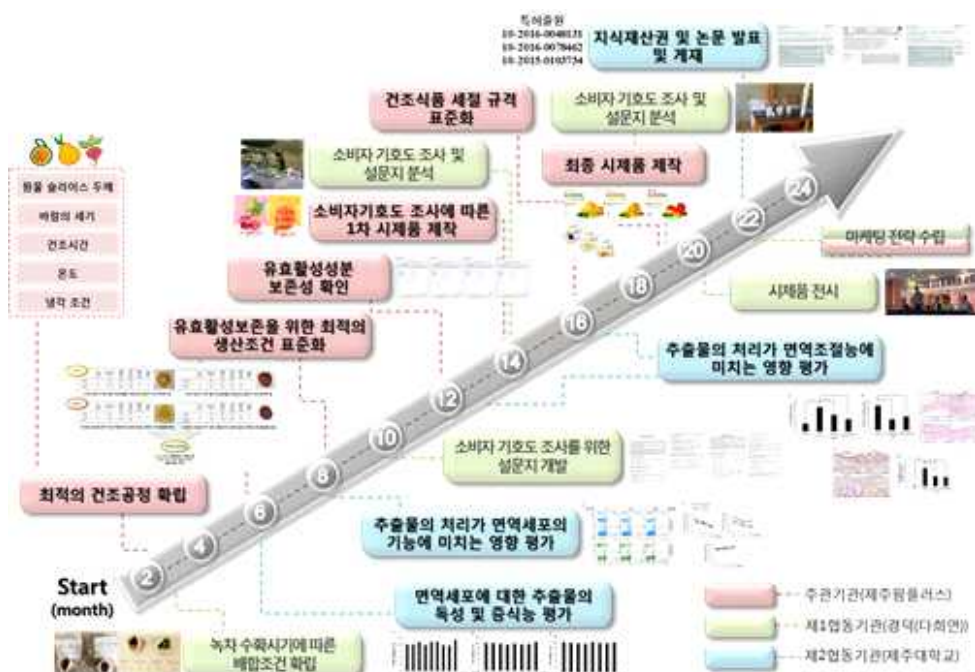 특허출원
10-2016-0048131
10-2016-0078462
10-2015-0103734
지식재산권 및 논문 발표
및 게재
건조식품 세절 규격
표준화
소비자 기호도 조사 및
설문지 분석
소비자 기호도 조사 및
설문지 분석
최종 시제품 제작
원물 슬라이스 두께
바람의 세기
건조시간
온도
냉각 조건
소비자기호도 조사에 따른
1차 시제품 제작
유효활성성분
보존성 확인
유효활성보존을 위한 최적의
생산조건 표준화
최적의 건조공정 확립
24
22
20
18
16
14
12
10
8
6
4
2
마케팅 전략 수립
시제품 전시
추출물의 처리가 면역조절능에
미치는 영향 평가
소비자 기호도 조사를 위한
설문지 개발
추출물의 처리가 면역세포의
기능에 미치는 영향 평가
Start
(month)
면역세포에 대한 추출물의
독성 및 증식능 평가
녹차 수확시기에 따른
배합조건 확립
주관기관(제주팜플러스)
제1협동기관(경덕(다희연))
제2협동기관(제주대학교)